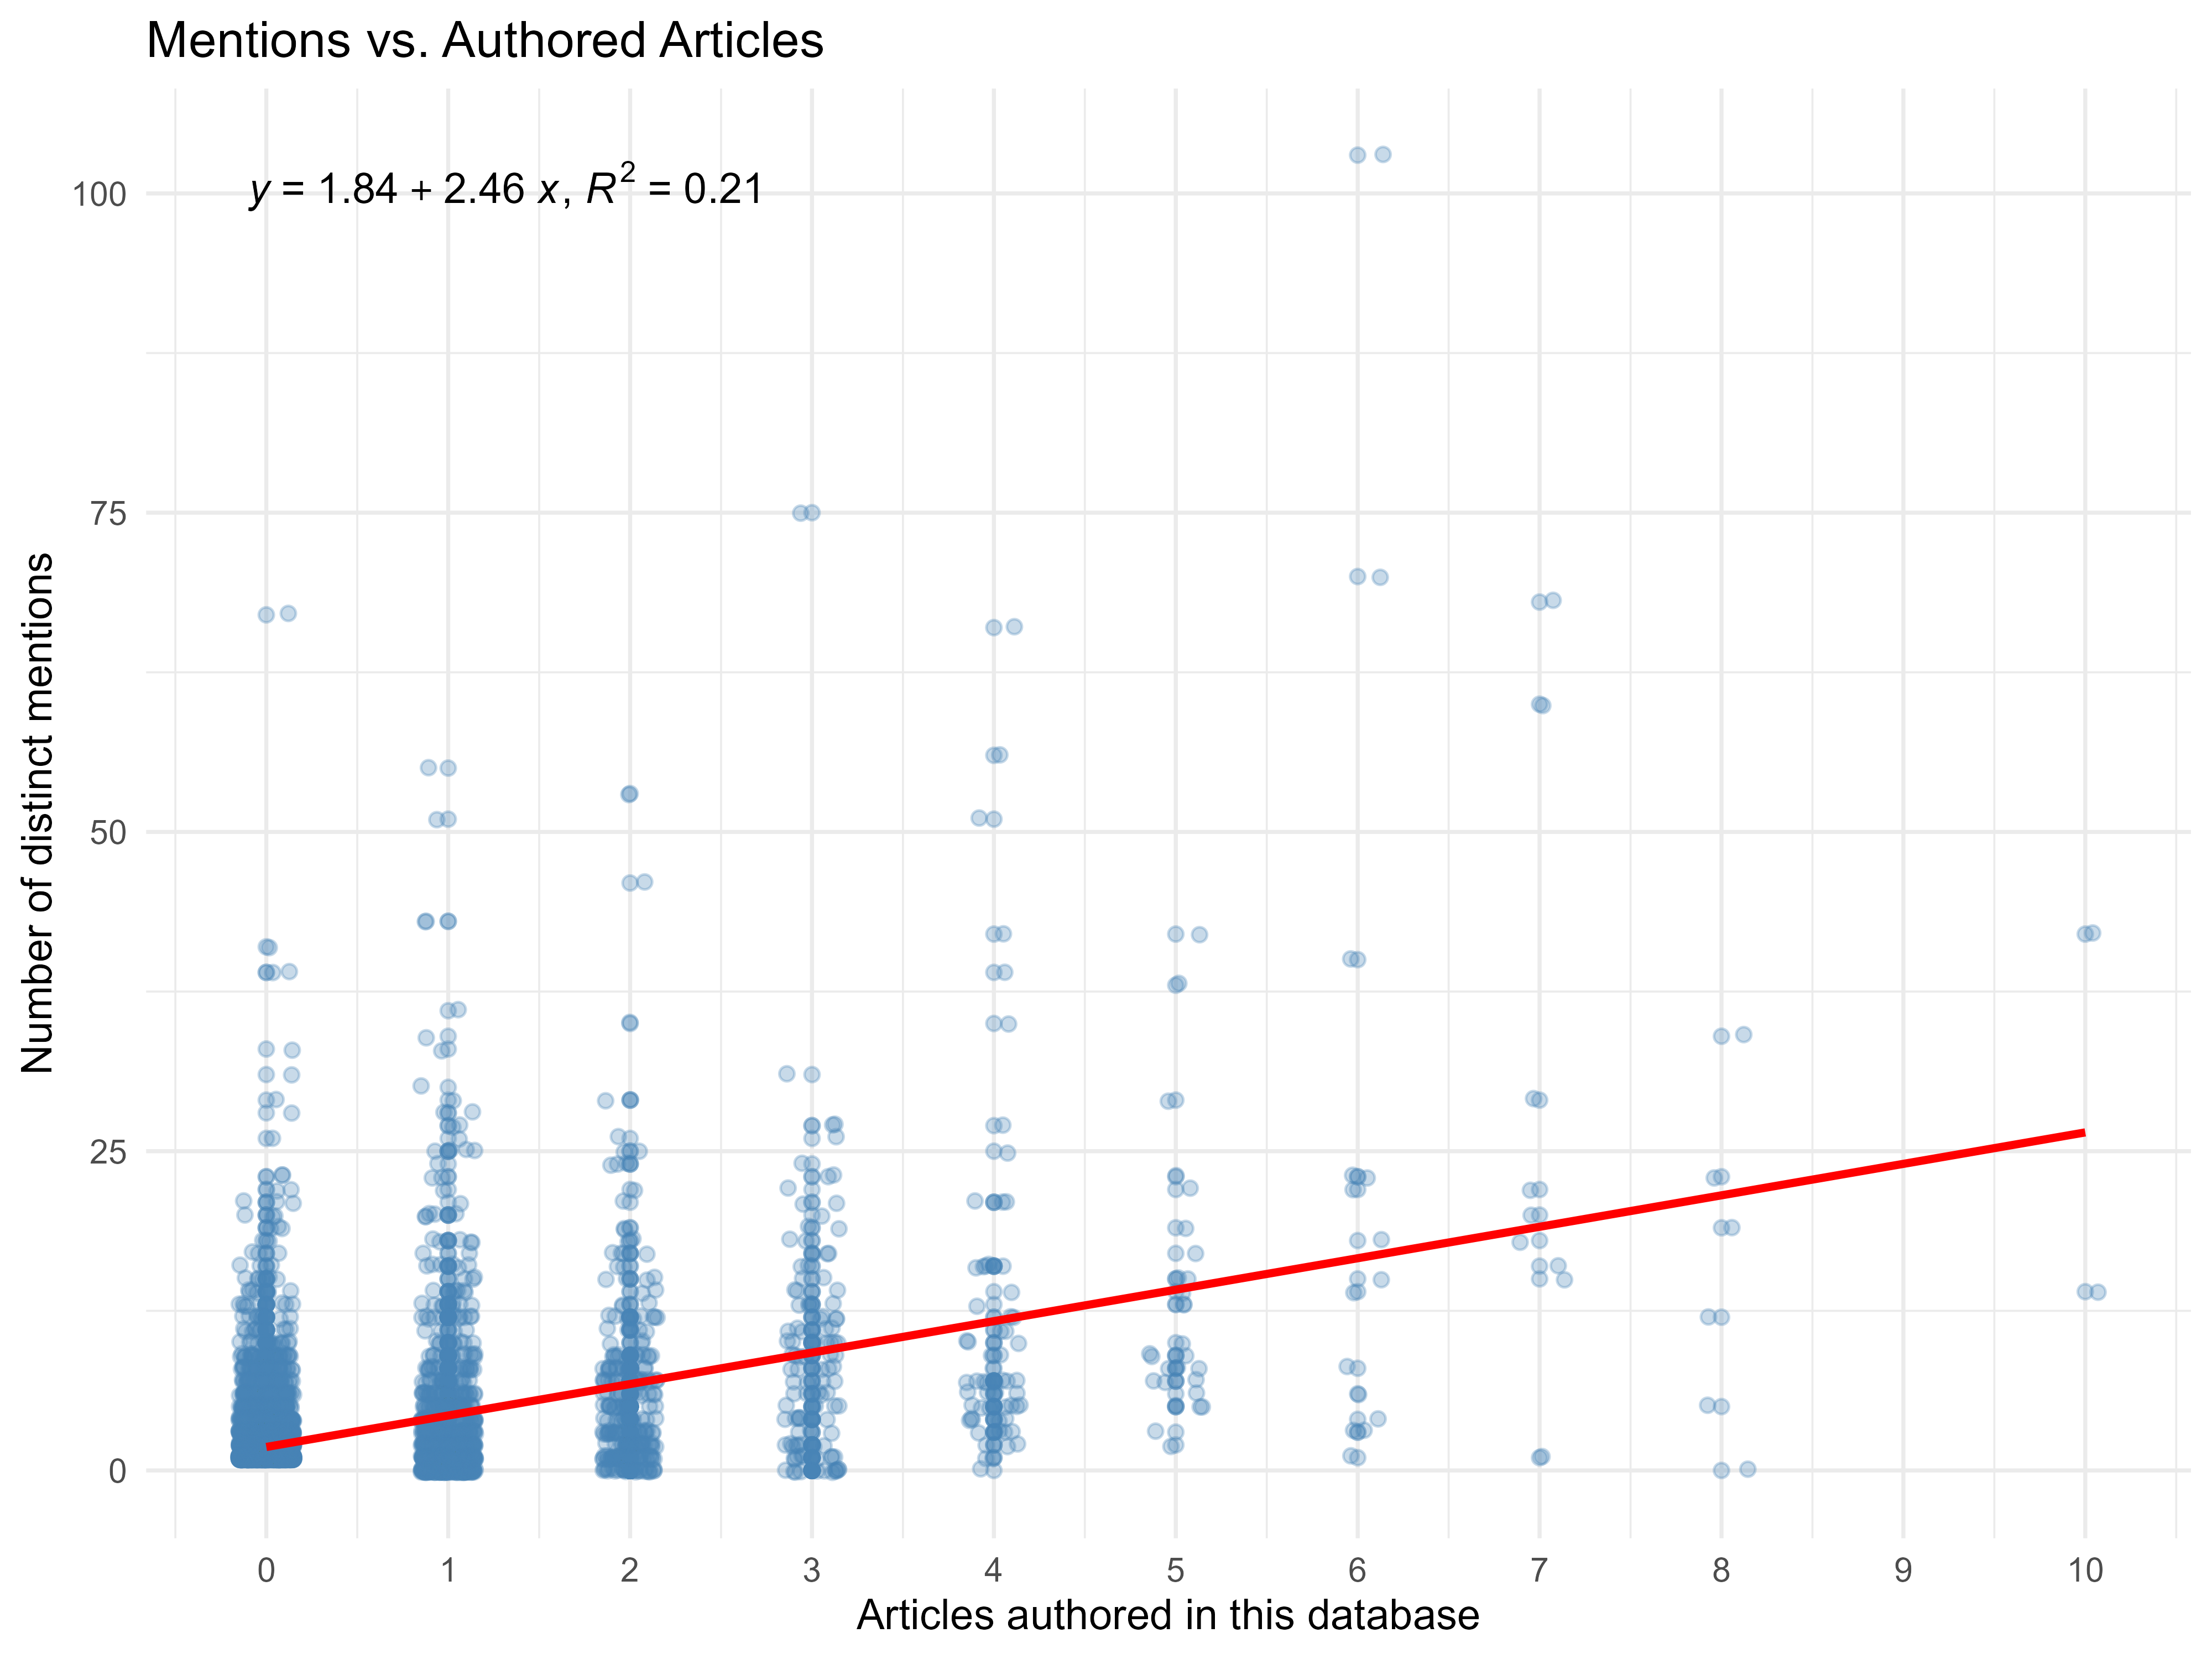 Mentions vs. Authored Articles
y = 1.84 + 2.46 x, R² = 0.21
100
75
50
25
0
Number of distinct mentions
0 1 2 3 4 5 6 7 8 9 10
Articles authored in this database